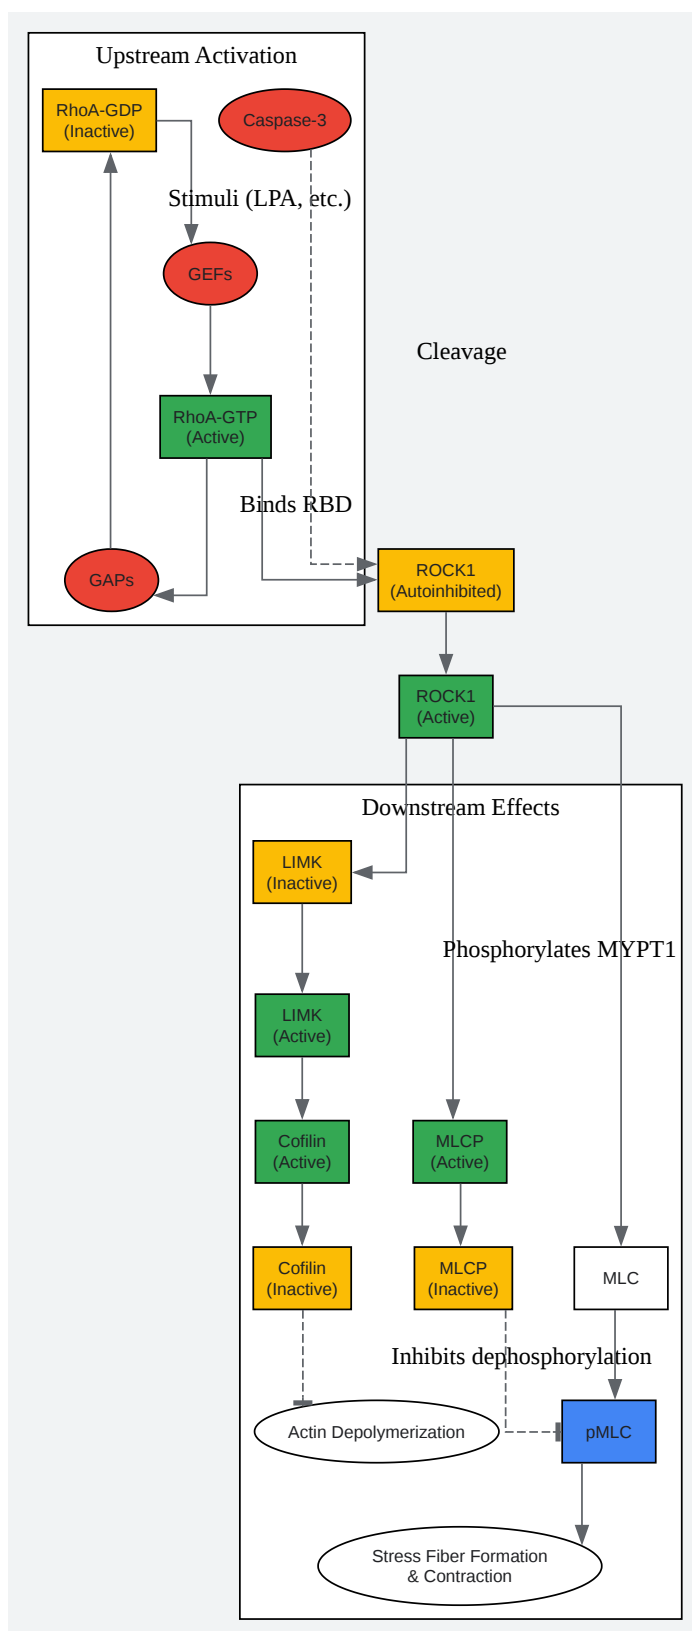 Upstream Activation
RhoA-GDP
(Inactive)
Caspase-3
Stimuli (LPA, etc.)
GEFs
Cleavage
RhoA-GTP
(Active)
Binds RBD
GAPs
ROCK1
(Autoinhibited)
ROCK1
(Active)
Downstream Effects
LIMK
(Inactive)
Phosphorylates MYPT1
LIMK
(Active)
Cofilin
(Active)
MLCP
(Active)
Cofilin
(Inactive)
MLCP
(Inactive)
MLC
Inhibits dephosphorylation
Actin Depolymerization
pMLC
Stress Fiber Formation
& Contraction